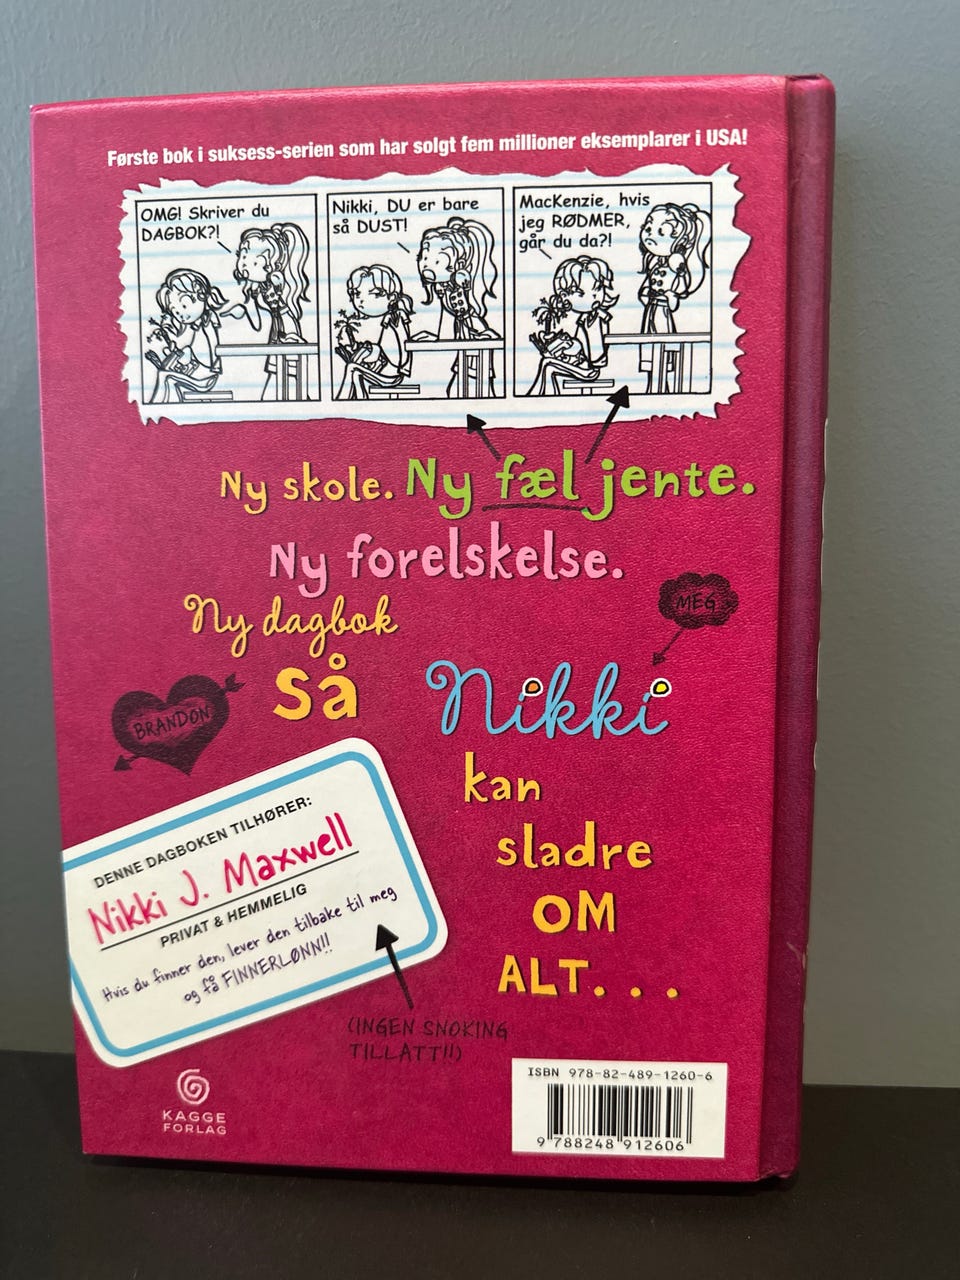 Første bok i suksess-serien som har solgt fem millioner eksemplarer i USA!
OMG! Skriver du
DAGBOK?!
Nikki, DU er bare
så DUST!
MacKenzie, hvis
jeg RØDMER,
går du da?!
Ny skole. Ny fæl jente.
Ny forelskelse.
Ny dagbok
MEG
så Nikki
BRANDON
kan
sladre
OM
ALT. . .
DENNE DAGBOKEN TILHØRER:
Nikki J. Maxwell
PRIVAT & HEMMELIG
Hvis du finner den, lever den tilbake til meg
og få FINNERLØNN!!
(INGEN SNOKING
TILLATT!!)
KAGGE
FORLAG
ISBN 978-82-489-1260-6
9 788248 912606